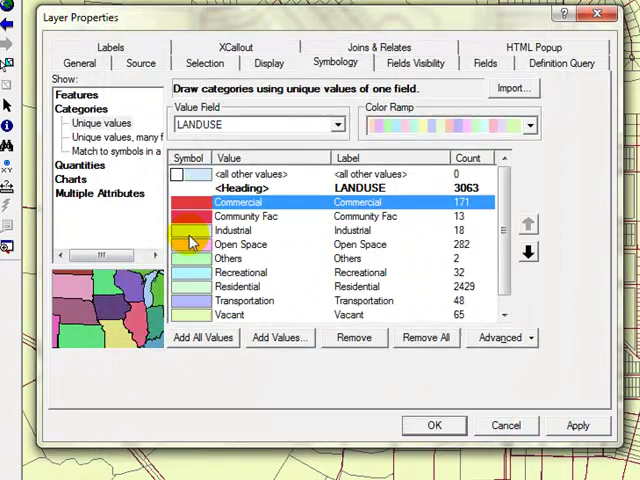 Layer Properties
?
Labels XCallout Joins & Relates HTML Popup
General Source Selection Display Symbology Fields Visibility Fields Definition Query
Show:
Features
Categories
Unique values
Unique values, many f
Match to symbols in a
Quantities
Charts
Multiple Attributes
Draw categories using unique values of one field.
Import...
Value Field
LANDUSE
Color Ramp
Symbol Value Label Count
<all other values> <all other values> 0
<Heading> LANDUSE 3063
Commercial Commercial 171
Community Fac Community Fac 13
Industrial Industrial 18
Open Space Open Space 282
Others Others 2
Recreational Recreational 32
Residential Residential 2429
Transportation Transportation 48
Vacant Vacant 65
Add All Values Add Values... Remove Remove All Advanced
OK Cancel Apply
XY